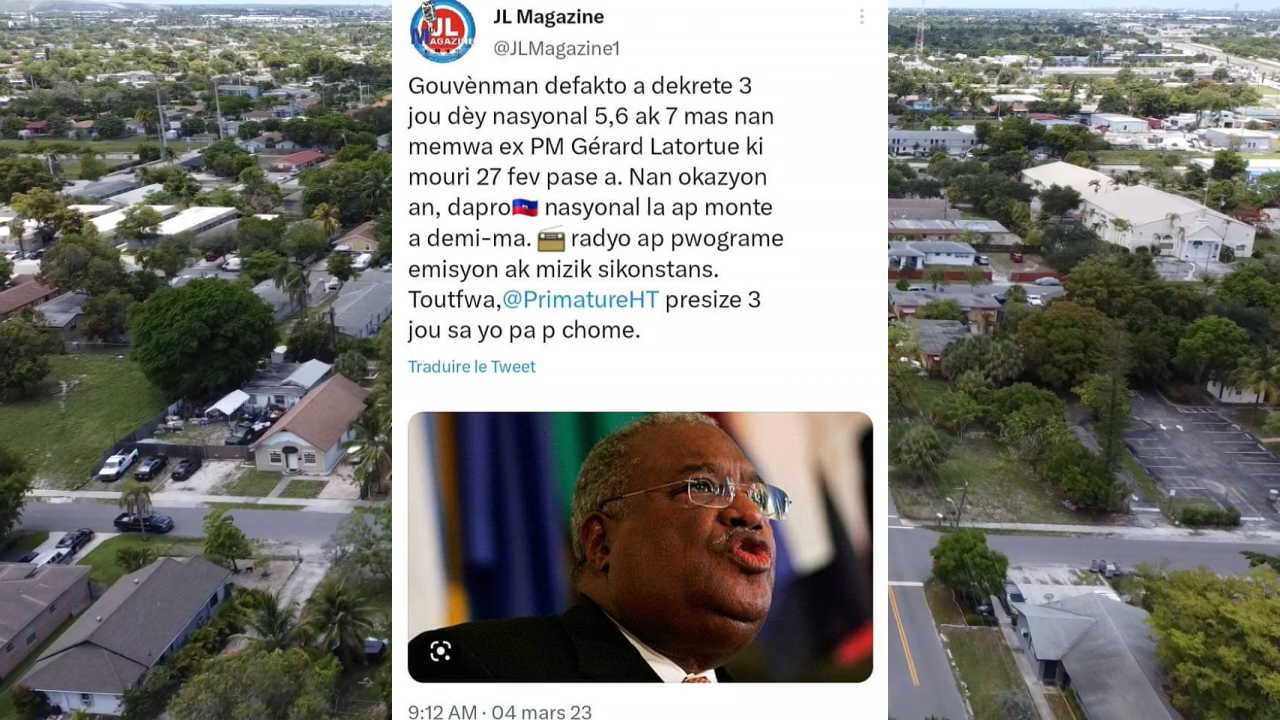 JL
MAGAZINE
JL Magazine
@JLMagazine1
Gouvènman defakto a dekrete 3
jou dèy nasyonal 5,6 ak 7 mas nan
memwa ex PM Gérard Latortue ki
mouri 27 fev pase a. Nan okazyon
an, dapro🇭🇹 nasyonal la ap monte
a demi-ma. 📻 radyo ap pwograme
emisyon ak mizik sikonstans.
Toutfwa,@PrimatureHT presize 3
jou sa yo pa p chome.
Traduire le Tweet
9:12 AM · 04 mars 23